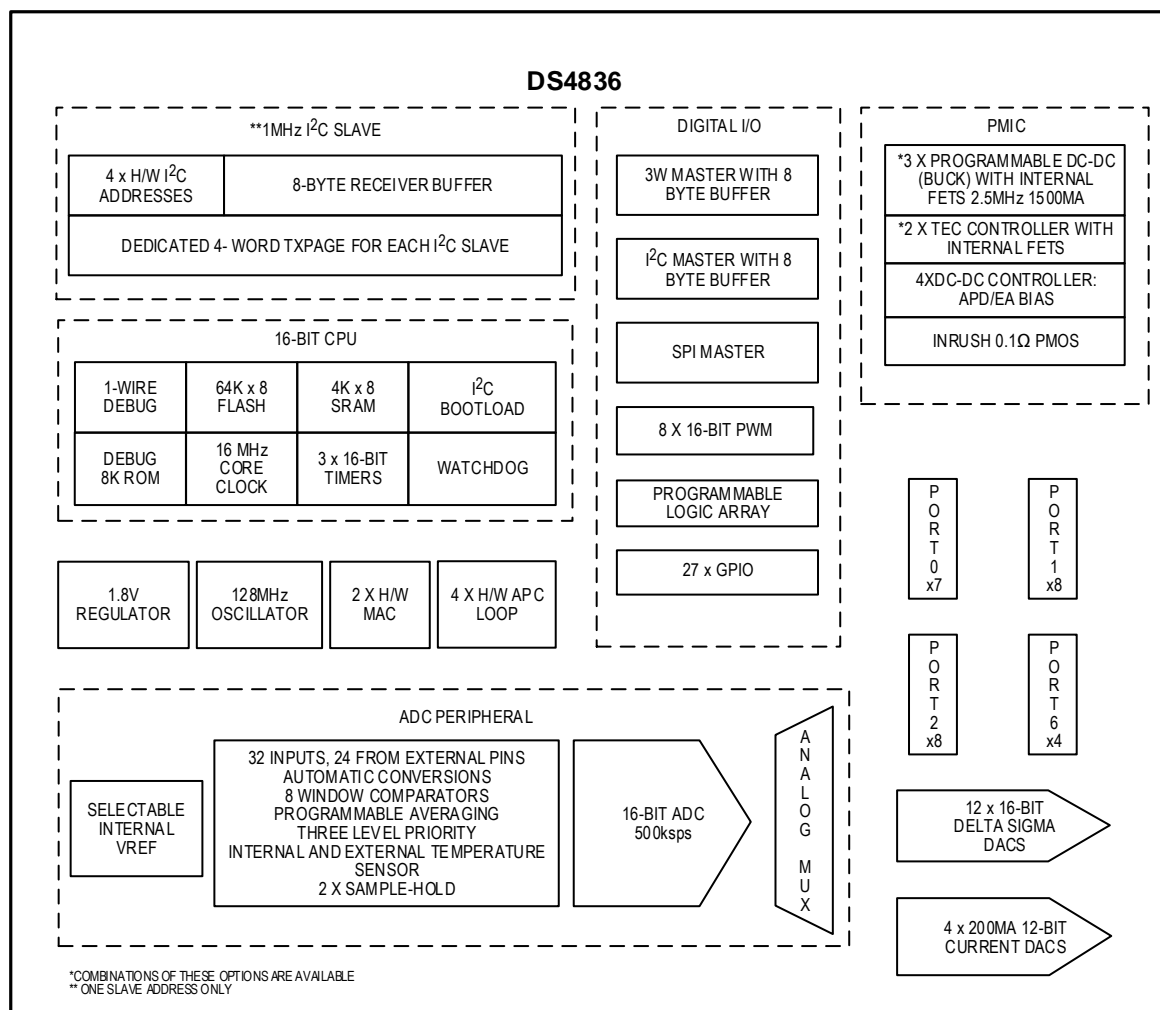 DS4836
**1MHz I²C SLAVE
4 x H/W I²C
ADDRESSES
8-BYTE RECEIVER BUFFER
DEDICATED 4- WORD TXPAGE FOR EACH I²C SLAVE
16-BIT CPU
1-WIRE
DEBUG
64K x 8
FLASH
4K x 8
SRAM
I²C
BOOTLOAD
DEBUG
8K ROM
16 MHz
CORE
CLOCK
3 x 16-BIT
TIMERS
WATCHDOG
1.8V
REGULATOR
128MHz
OSCILLATOR
2 X H/W
MAC
4 X H/W APC
LOOP
DIGITAL I/O
3W MASTER WITH 8
BYTE BUFFER
I²C MASTER WITH 8
BYTE BUFFER
SPI MASTER
8 X 16-BIT PWM
PROGRAMMABLE
LOGIC ARRAY
27 x GPIO
PMIC
*3 X PROGRAMMABLE DC-DC
(BUCK) WITH INTERNAL
FETS 2.5MHz 1500MA
*2 X TEC CONTROLLER WITH
INTERNAL FETS
4XDC-DC CONTROLLER:
APD/EA BIAS
INRUSH 0.1Ω PMOS
PORT0
x7
PORT1
x8
PORT2
x8
PORT6
x4
ADC PERIPHERAL
SELECTABLE
INTERNAL
VREF
32 INPUTS, 24 FROM EXTERNAL PINS
AUTOMATIC CONVERSIONS
8 WINDOW COMPARATORS
PROGRAMMABLE AVERAGING
THREE LEVEL PRIORITY
INTERNAL AND EXTERNAL TEMPERATURE
SENSOR
2 X SAMPLE-HOLD
16-BIT ADC
500ksps
ANALOG MUX
12 x 16-BIT
DELTA SIGMA
DACS
4 x 200MA 12-BIT
CURRENT DACS
*COMBINATIONS OF THESE OPTIONS ARE AVAILABLE
** ONE SLAVE ADDRESS ONLY